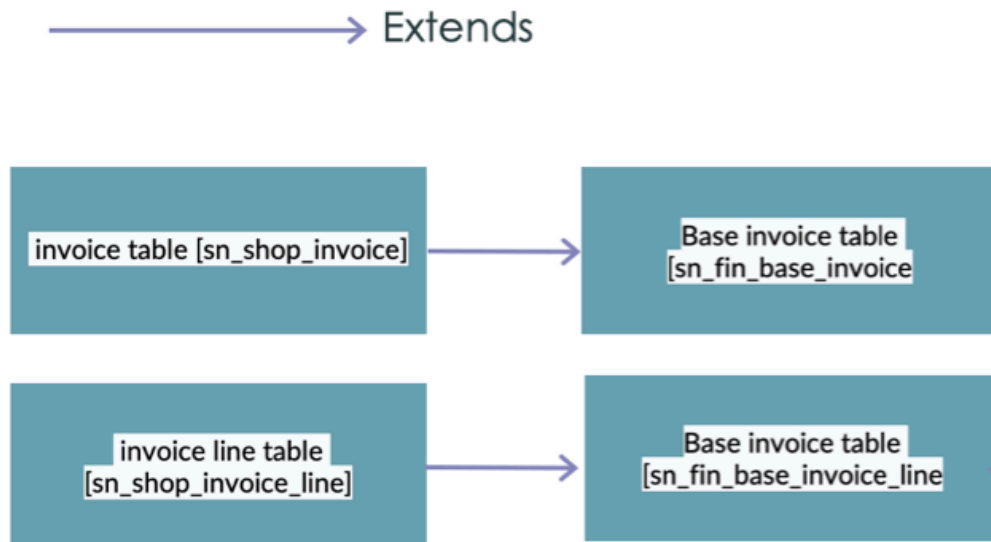 Extends
invoice table [sn_shop_invoice]
Base invoice table
[sn_fin_base_invoice
invoice line table
[sn_shop_invoice_line]
Base invoice table
[sn_fin_base_invoice_line